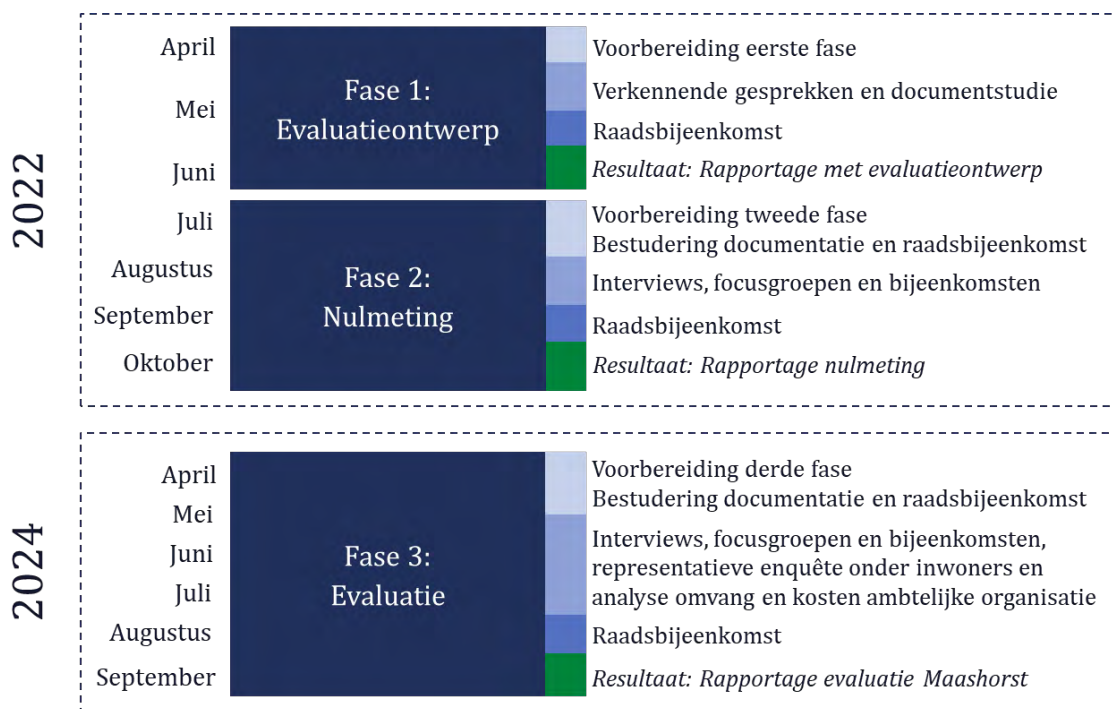 2022
April
Mei
Juni
Fase 1:
Evaluatieontwerp
Voorbereiding eerste fase
Verkennende gesprekken en documentstudie
Raadsbijeenkomst
Resultaat: Rapportage met evaluatieontwerp
Juli
Augustus
September
Oktober
Fase 2:
Nulmeting
Voorbereiding tweede fase
Bestudering documentatie en raadsbijeenkomst
Interviews, focusgroepen en bijeenkomsten
Raadsbijeenkomst
Resultaat: Rapportage nulmeting
2024
April
Mei
Juni
Juli
Augustus
September
Fase 3:
Evaluatie
Voorbereiding derde fase
Bestudering documentatie en raadsbijeenkomst
Interviews, focusgroepen en bijeenkomsten,
representatieve enquête onder inwoners en
analyse omvang en kosten ambtelijke organisatie
Raadsbijeenkomst
Resultaat: Rapportage evaluatie Maashorst